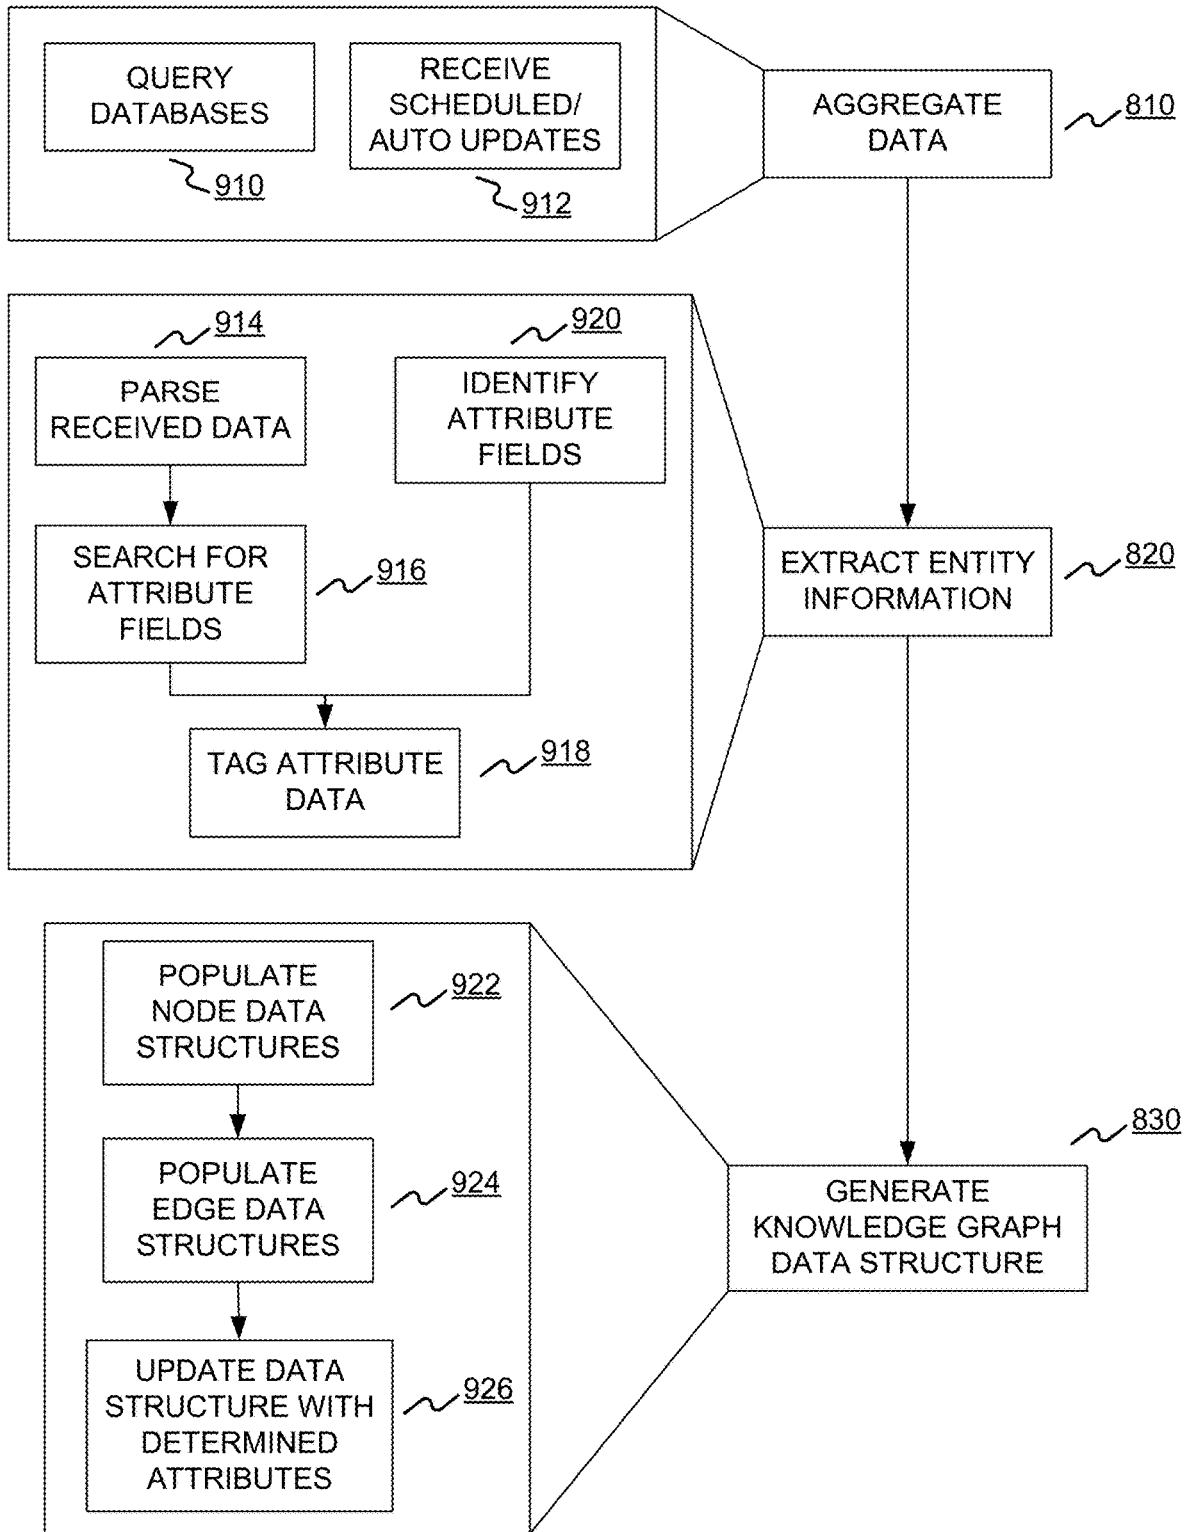 QUERY
DATABASES
910
RECEIVE
SCHEDULED/
AUTO UPDATES
912
AGGREGATE
DATA
810
914
PARSE
RECEIVED DATA
920
IDENTIFY
ATTRIBUTE
FIELDS
SEARCH FOR
ATTRIBUTE
FIELDS
916
TAG ATTRIBUTE
DATA
918
EXTRACT ENTITY
INFORMATION
820
POPULATE
NODE DATA
STRUCTURES
922
POPULATE
EDGE DATA
STRUCTURES
924
UPDATE DATA
STRUCTURE WITH
DETERMINED
ATTRIBUTES
926
830
GENERATE
KNOWLEDGE GRAPH
DATA STRUCTURE